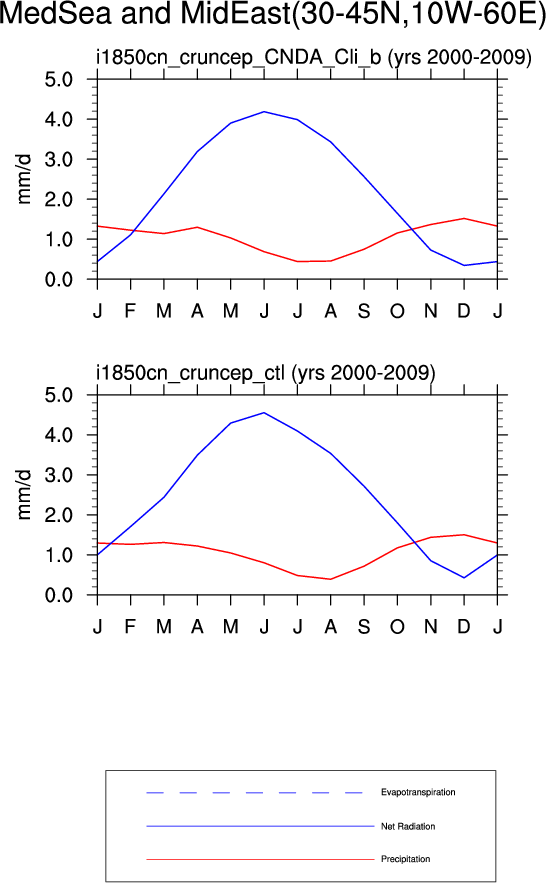 MedSea and MidEast(30-45N,10W-60E)
i1850cn_cruncep_CNDA_Cli_b (yrs 2000-2009)
5.0
4.0
3.0
2.0
1.0
0.0
mm/d
J F M A M J J A S O N D J
i1850cn_cruncep_ctl (yrs 2000-2009)
5.0
4.0
3.0
2.0
1.0
0.0
mm/d
J F M A M J J A S O N D J
Evapotranspiration
Net Radiation
Precipitation